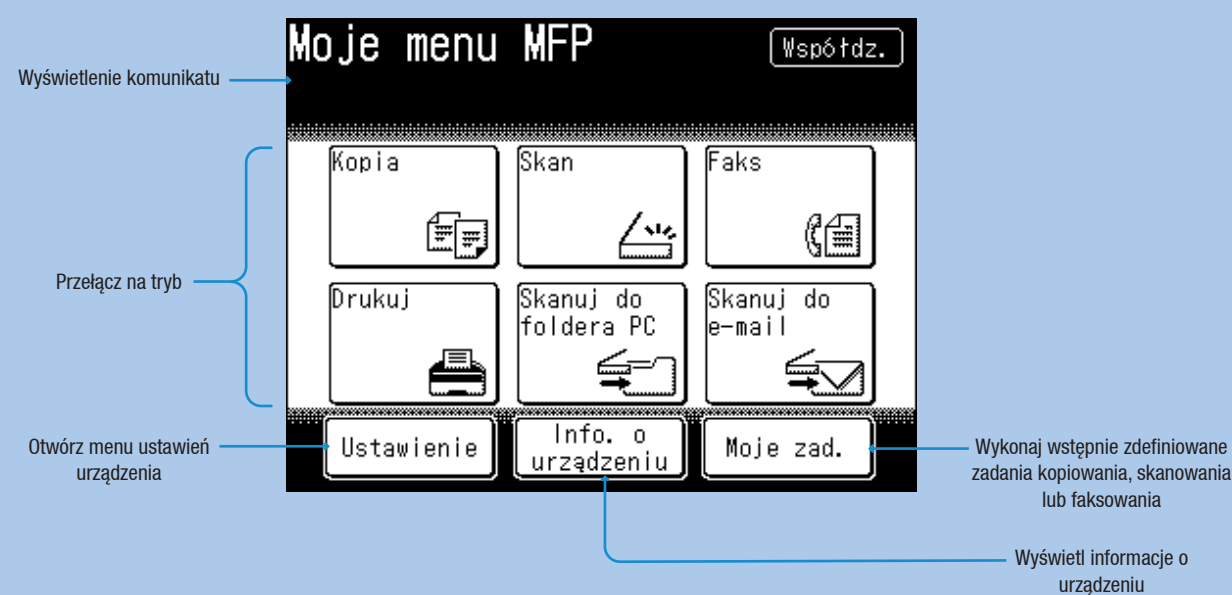 Moje menu MFP
Współdz.
Wyświetlenie komunikatu
Kopia
Skan
Faks
Przełącz na tryb
Drukuj
Skanuj do
foldera PC
Skanuj do
e-mail
Otwórz menu ustawień
urządzenia
Ustawienie
Info. o
urządzeniu
Moje zad.
Wykonaj wstępnie zdefiniowane
zadania kopiowania, skanowania
lub faksowania
Wyświetl informacje o
urządzeniu